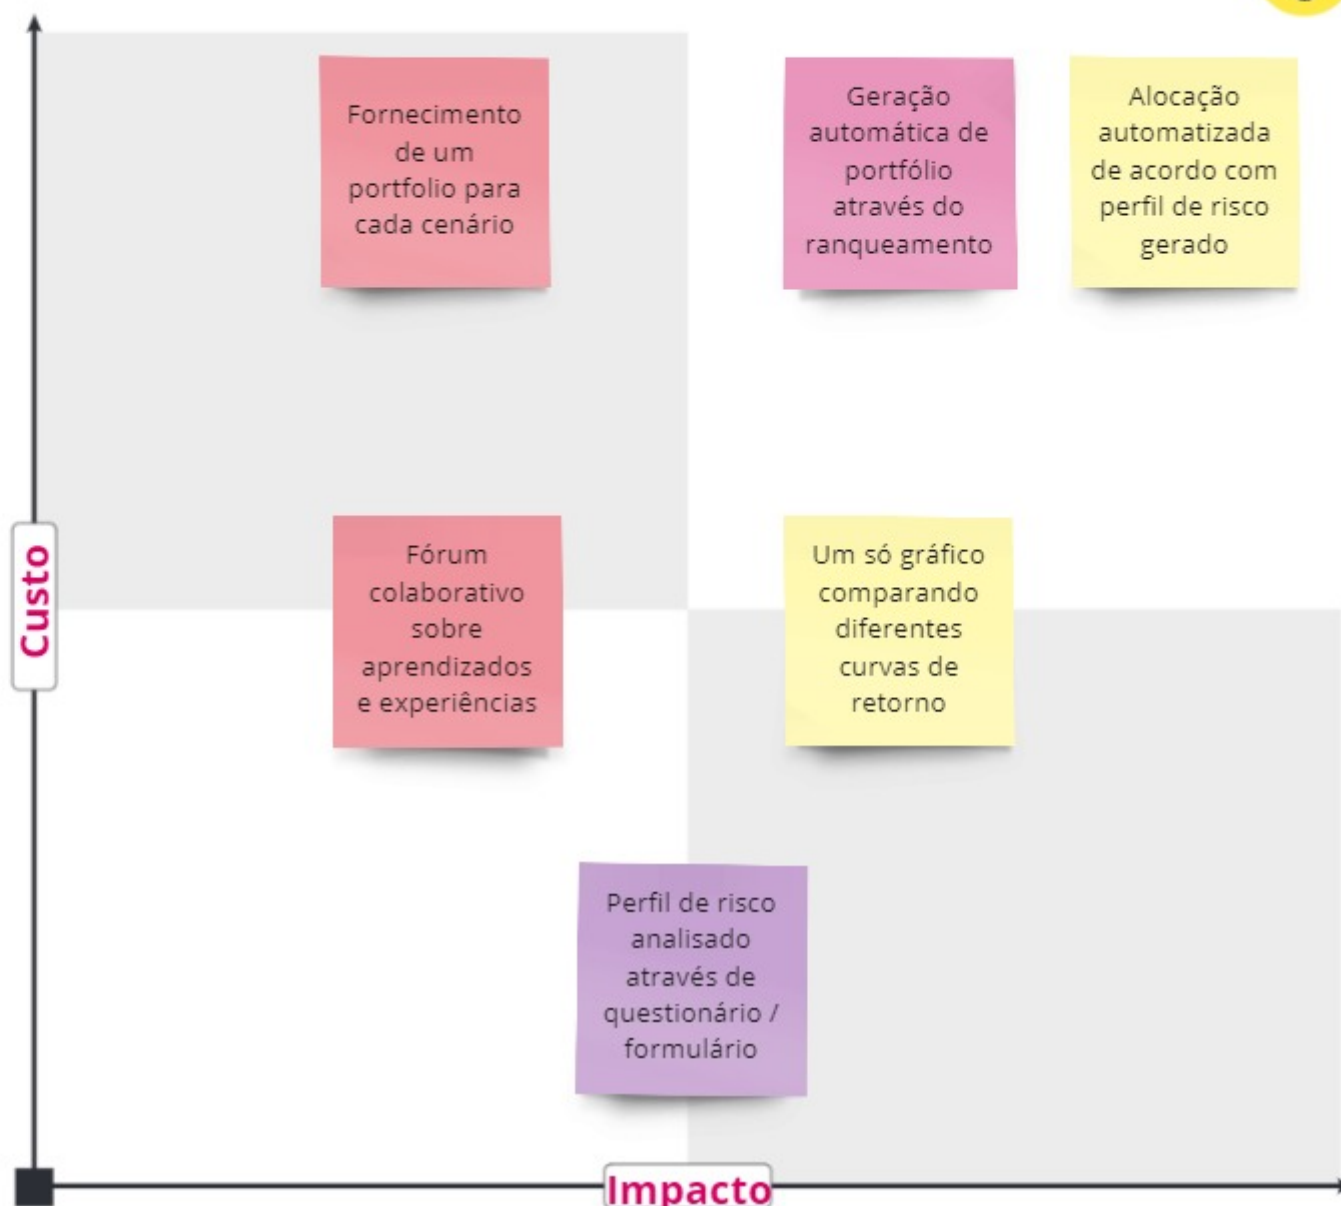 Fornecimento
de um
portfolio para
cada cenário
Geração
automática de
portfólio
através do
ranqueamento
Alocação
automatizada
de acordo com
perfil de risco
gerado
Custo
Fórum
colaborativo
sobre
aprendizados
e experiências
Um só gráfico
comparando
diferentes
curvas de
retorno
Perfil de risco
analisado
através de
questionário /
formulário
Impacto